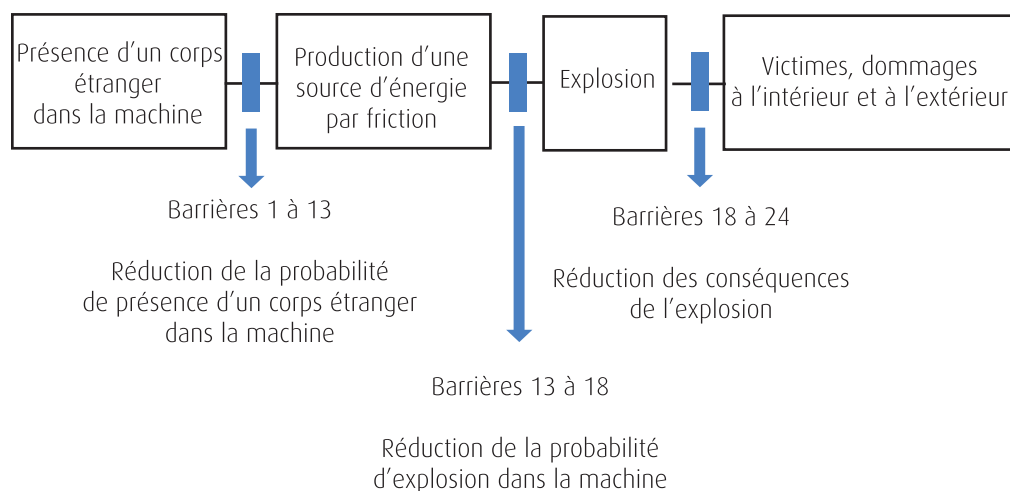 Présence d’un corps
étranger
dans la machine
Production d’une
source d’énergie
par friction
Explosion
Victimes, dommages
à l’intérieur et à l’extérieur
Barrières 1 à 13
Réduction de la probabilité
de présence d’un corps étranger
dans la machine
Barrières 18 à 24
Réduction des conséquences
de l’explosion
Barrières 13 à 18
Réduction de la probabilité
d’explosion dans la machine